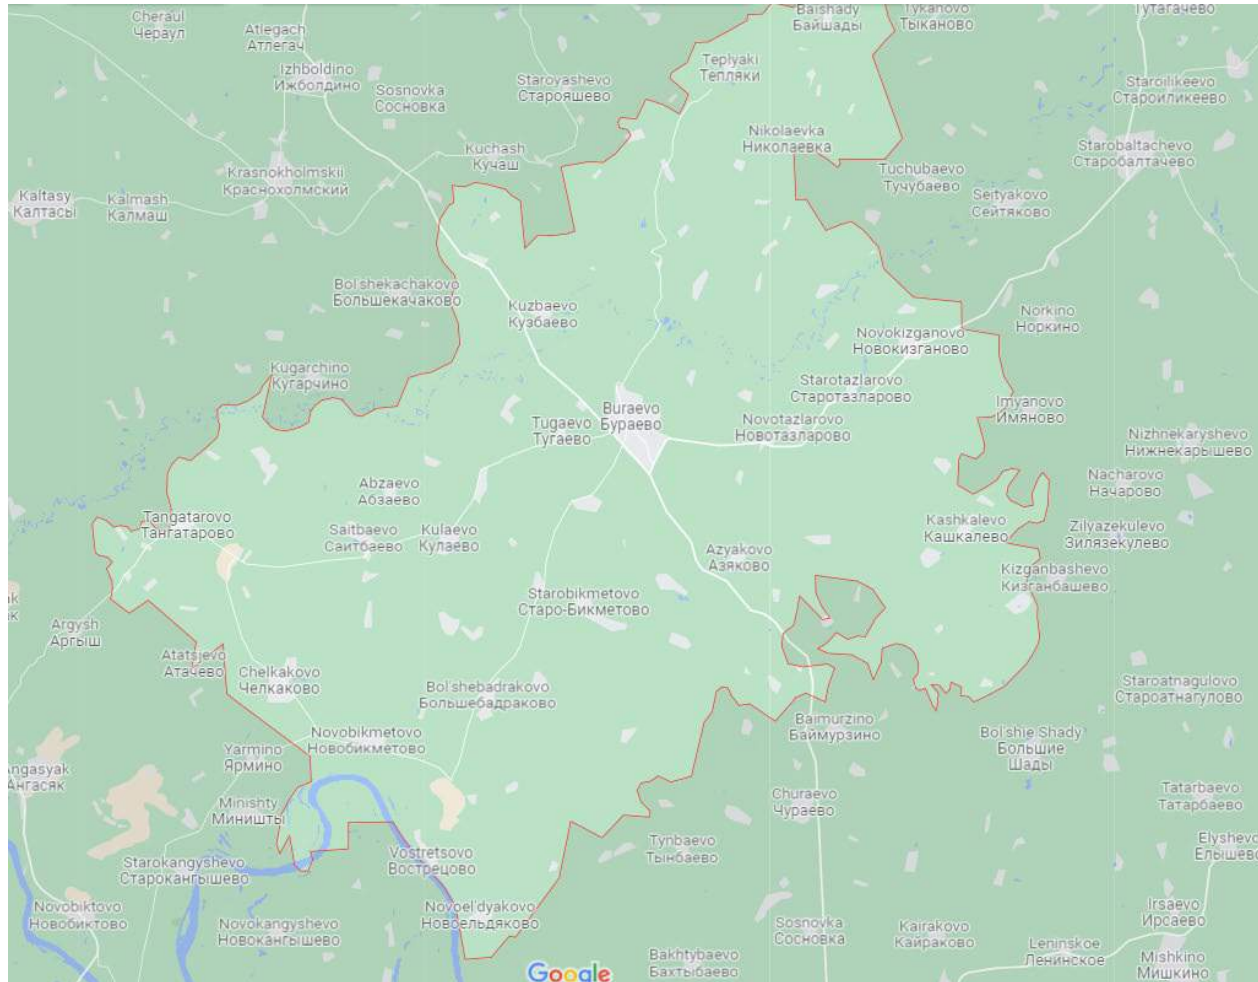 Cheraul
Чераул
Atlegach
Атлегач
Baishady
Байшады
Tykanovo
Тыканово
Тутагачево
Izhboldino
Ижболдино
Sosnovka
Сосновка
Staroyashevo
Старояшево
Teplyaki
Тепляки
Staroilikeevo
Староиликеево
Kuchash
Кучаш
Nikolaevka
Николаевка
Starobaltachevo
Старобалтачево
Krasnokholmskii
Краснохолмский
Kaltasy
Калтасы
Kalmash
Калмаш
Tuchubaevo
Тучубаево
Seityakovo
Сейтяково
Bol'shekachakovo
Большекачаково
Kuzbaevo
Кузбаево
Norkino
Норкино
Novokizganovo
Новокизганово
Kugarchino
Кугарчино
Starotazlarovo
Старотазларово
Imyanovo
Имяново
Buraevo
Бураево
Tugaevo
Тугаево
Novotazlarovo
Новотазларово
Nizhnekaryshevo
Нижнекарышево
Abzaevo
Абзаево
Nacharovo
Начарово
Tangatarovo
Тангатарово
Saitbaevo
Саитбаево
Kulaevo
Кулаево
Kashkalevo
Кашкалево
Zilyazekulevo
Зилязекулево
Azyakovo
Азяково
Kizganbashevo
Кизганбашево
Starobikmetovo
Старо-Бикметово
Argysh
Аргыш
Atatsjevo
Атачево
Chelkakovo
Челкаково
Bol'shebadrakovo
Большебадраково
Staroatnagulovo
Староатнагулово
Baimurzino
Баймурзино
Novobikmetovo
Новобикметово
Bol'shie Shady
Большие
Шады
Yarmino
Ярмино
Angasyak
Ангасяк
Minishty
Миништы
Churaevo
Чураево
Tatarbaevo
Татарбаево
Tynbaevo
Тынбаево
Elyshevo
Елышево
Vostretsovo
Вострецово
Starokangyshevo
Старокангышево
Novobiktovo
Новобиктово
Novokangyshevo
Новокангышево
Novoel'dyakovo
Новоельдяково
Sosnovka
Сосновка
Kairakovo
Кайраково
Irsaevo
Ирсаево
Leninskoe
Ленинское
Bakhtybaevo
Бахтыбаево
Mishkino
Мишкино
Google